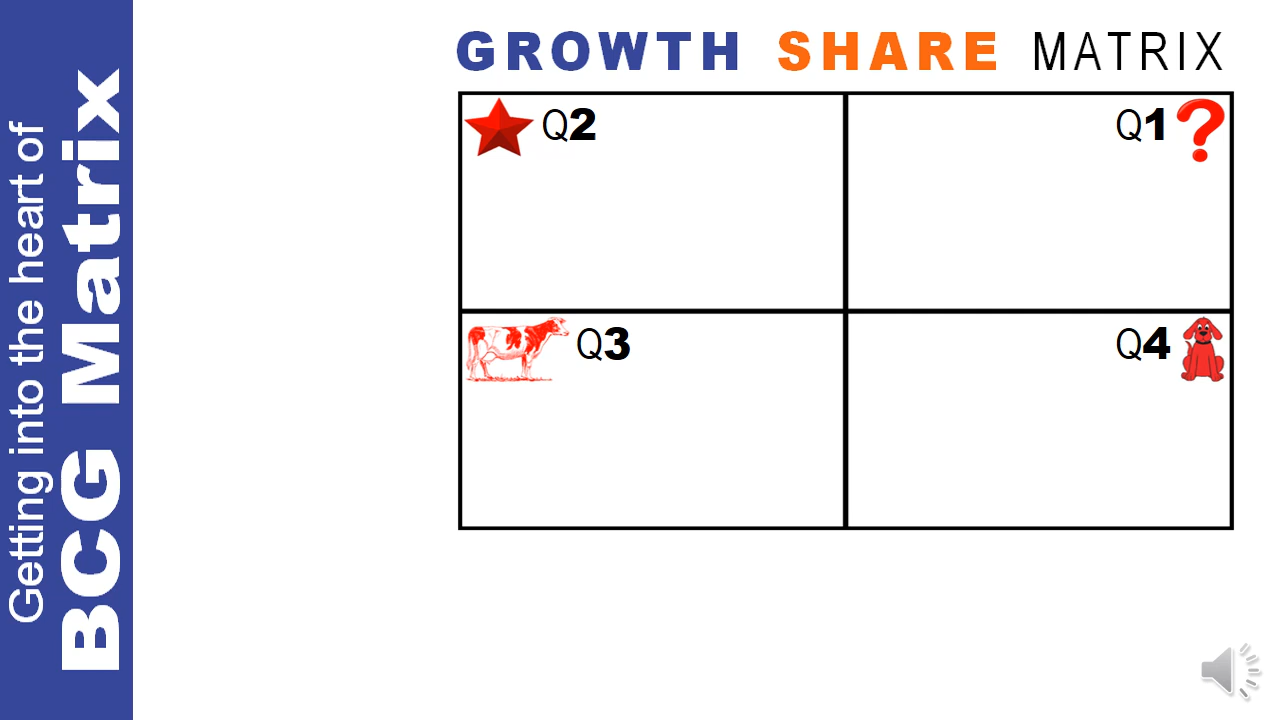 Getting into the heart of
BCG Matrix
GROWTH SHARE MATRIX
Q2
Q1
Q3
Q4